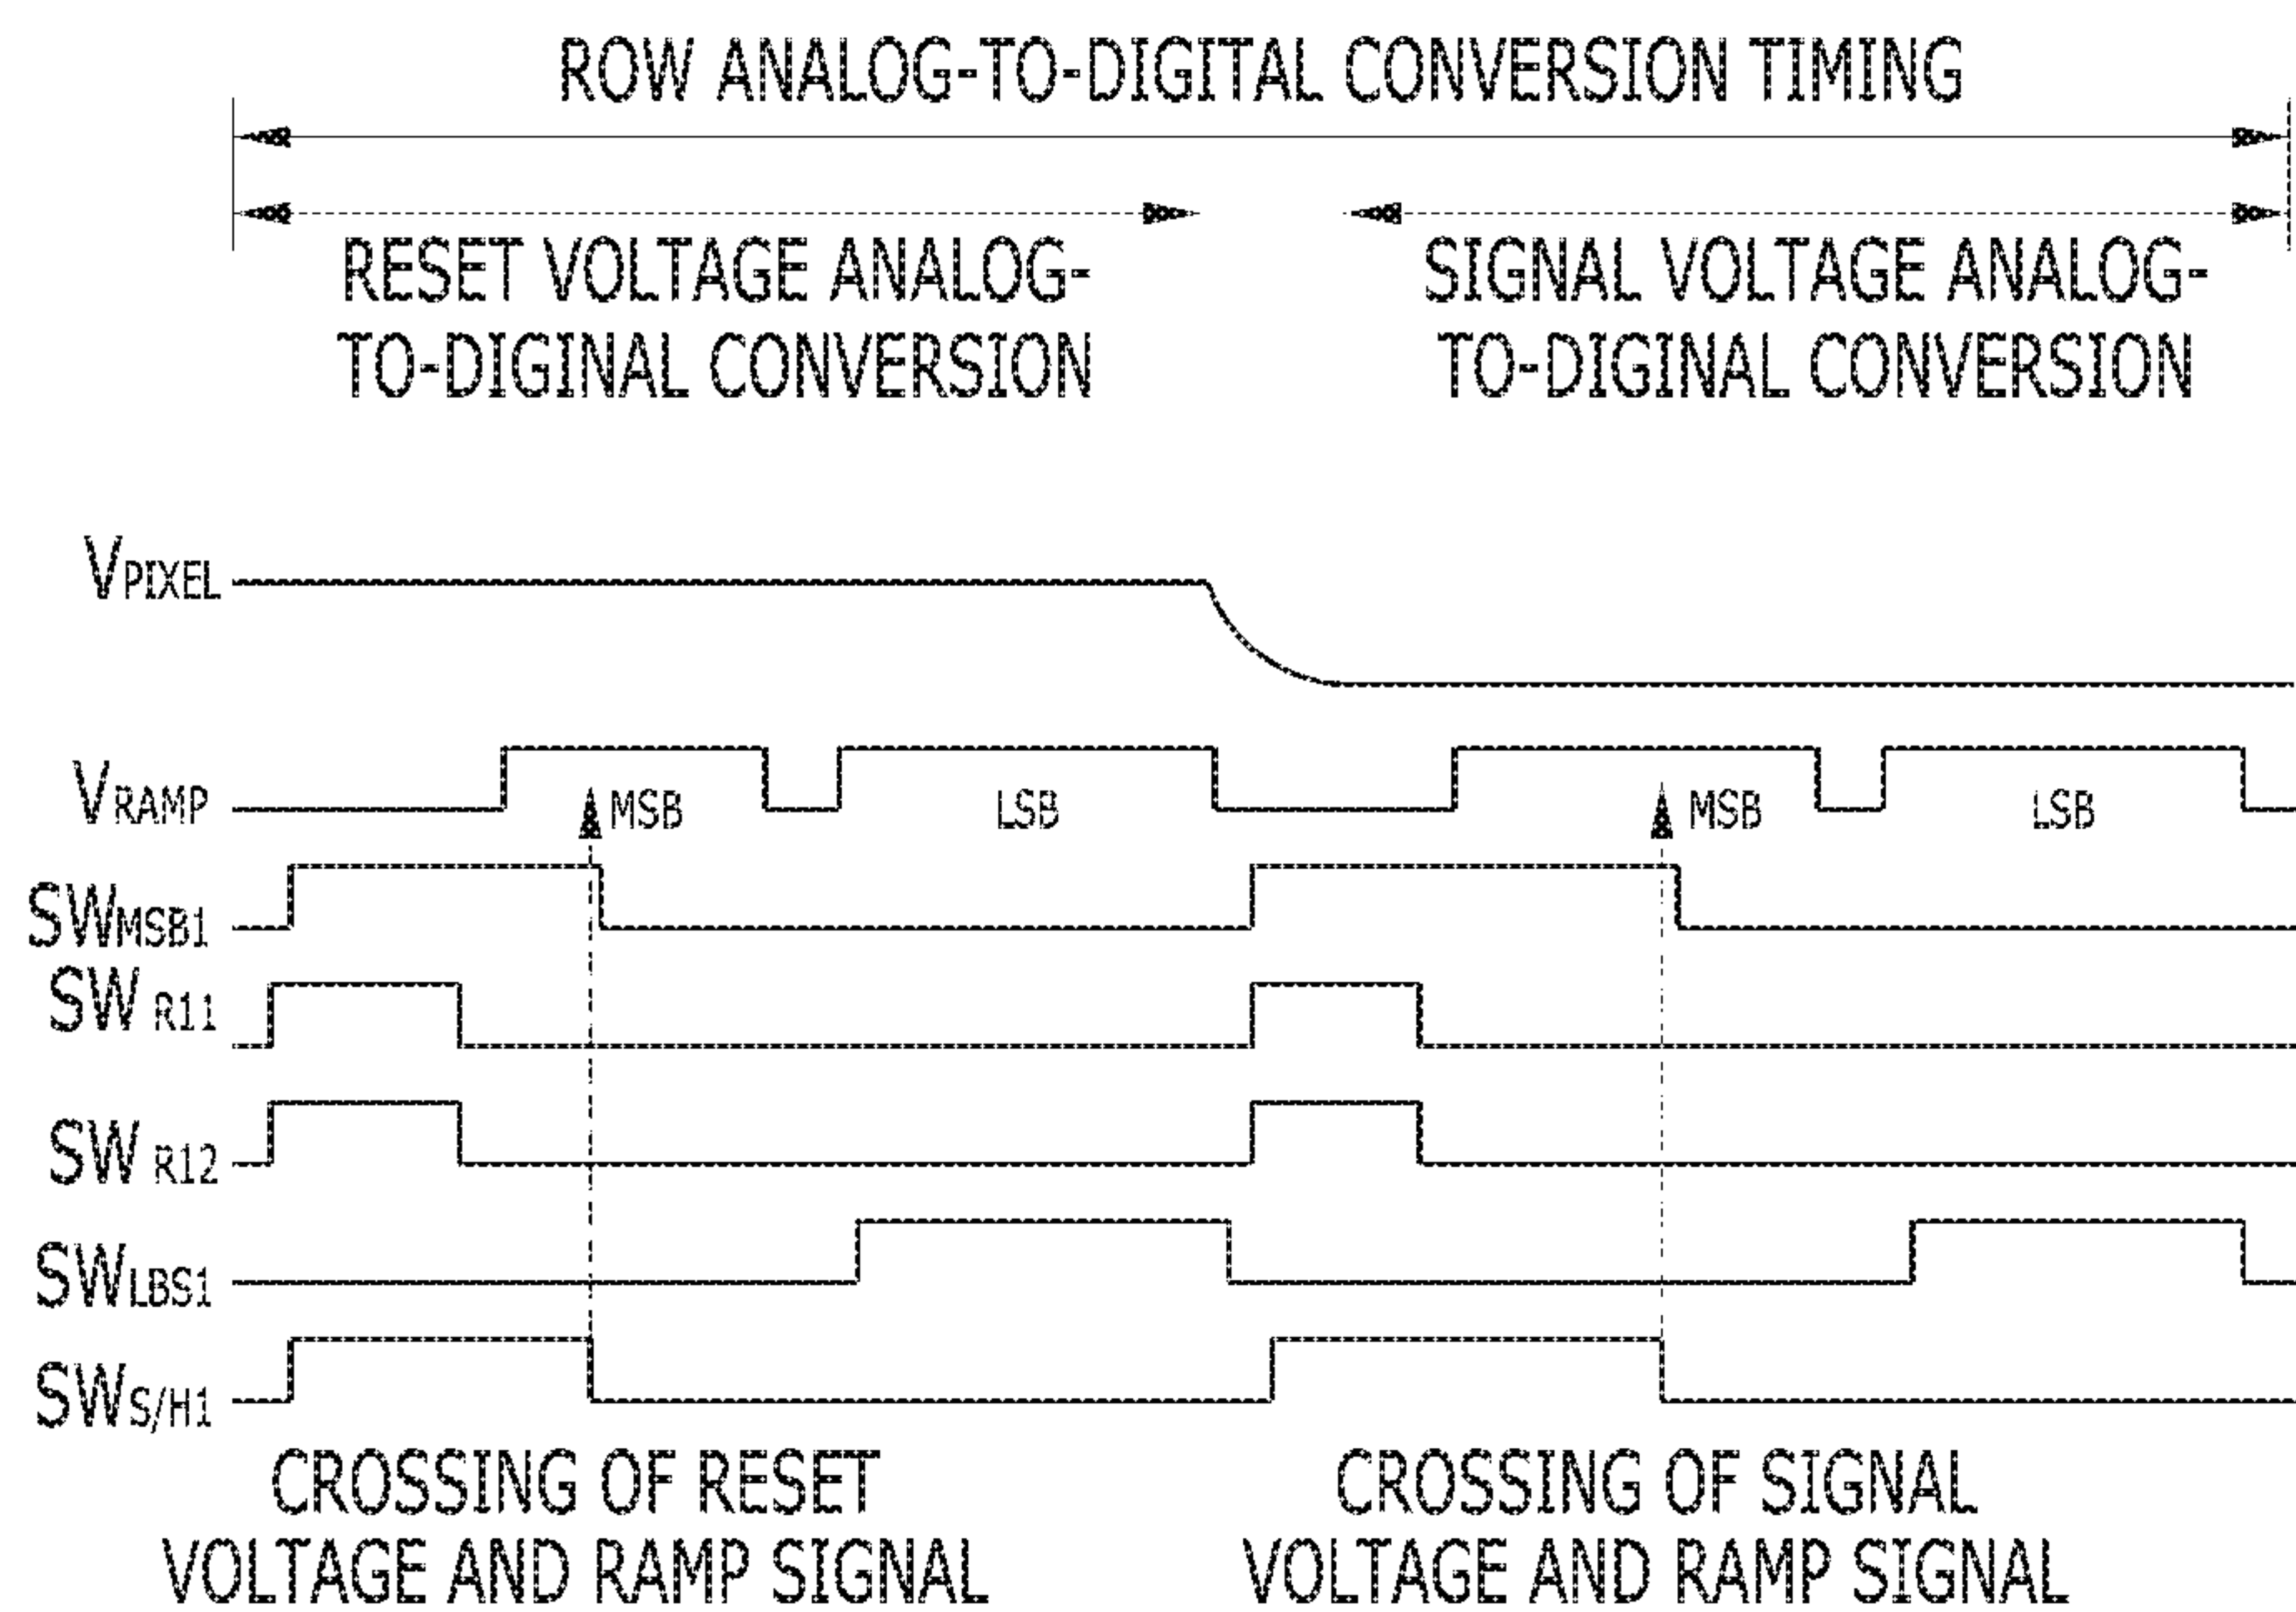 ROW ANALOG-TO-DIGITAL CONVERSION TIMING
RESET VOLTAGE ANALOG-
TO-DIGINAL CONVERSION
SIGNAL VOLTAGE ANALOG-
TO-DIGINAL CONVERSION
VPIXEL
VRAMP
MSB
LSB
MSB
LSB
SWMSB1
SW R11
SW R12
SWLBS1
SWS/H1
CROSSING OF RESET
VOLTAGE AND RAMP SIGNAL
CROSSING OF SIGNAL
VOLTAGE AND RAMP SIGNAL